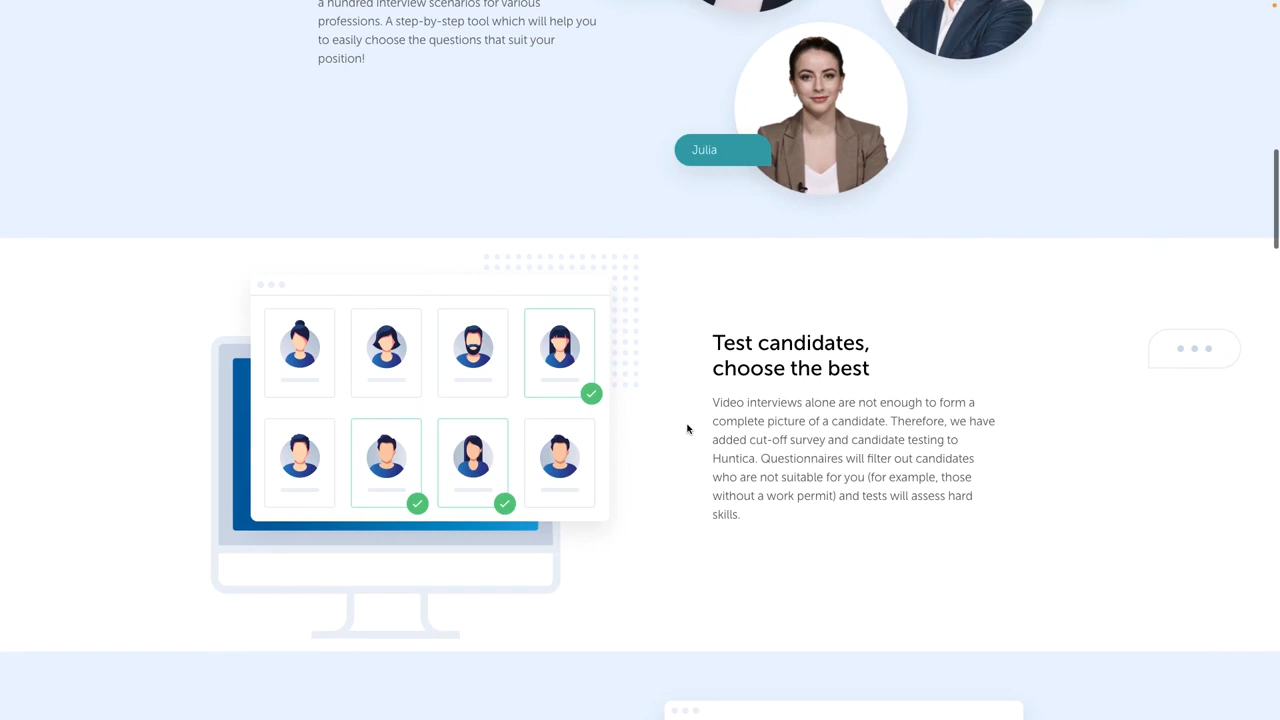 a hundred interview scenarios for various
professions. A step-by-step tool which will help you
to easily choose the questions that suit your
position!
Julia
Test candidates,
choose the best
Video interviews alone are not enough to form a
complete picture of a candidate. Therefore, we have
added cut-off survey and candidate testing to
Huntica. Questionnaires will filter out candidates
who are not suitable for you (for example, those
without a work permit) and tests will assess hard
skills.